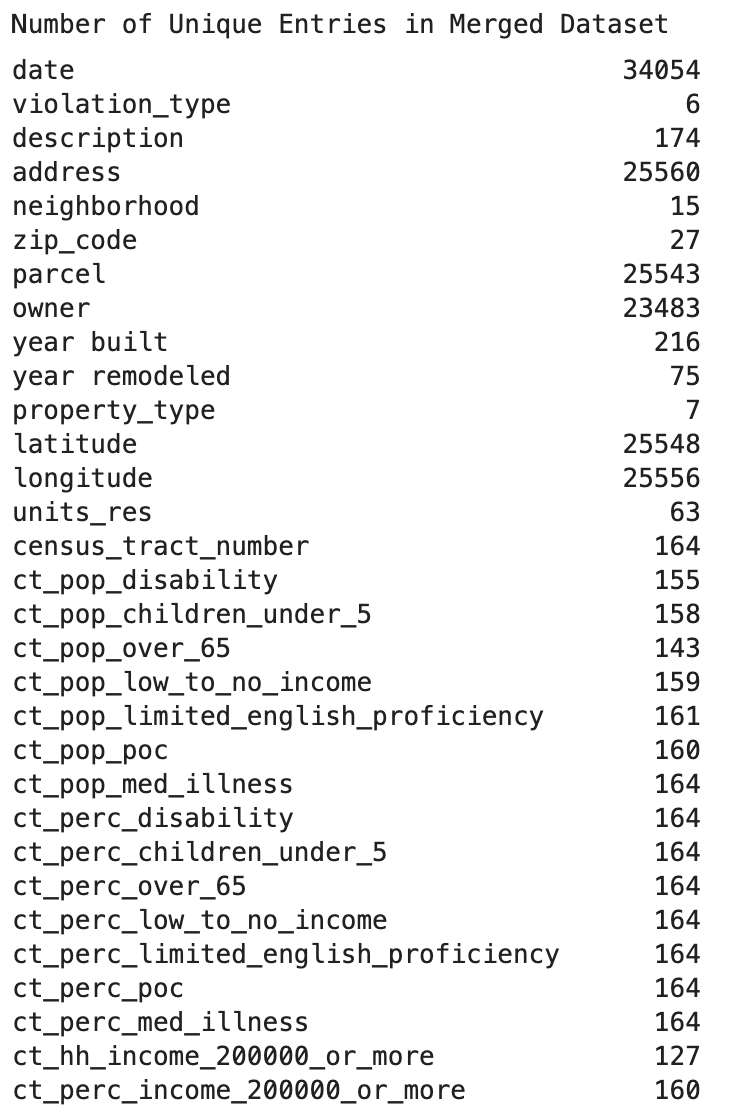 Number of Unique Entries in Merged Dataset
date 34054
violation_type 6
description 174
address 25560
neighborhood 15
zip_code 27
parcel 25543
owner 23483
year built 216
year remodeled 75
property_type 7
latitude 25548
longitude 25556
units_res 63
census_tract_number 164
ct_pop_disability 155
ct_pop_children_under_5 158
ct_pop_over_65 143
ct_pop_low_to_no_income 159
ct_pop_limited_english_proficiency 161
ct_pop_poc 160
ct_pop_med_illness 164
ct_perc_disability 164
ct_perc_children_under_5 164
ct_perc_over_65 164
ct_perc_low_to_no_income 164
ct_perc_limited_english_proficiency 164
ct_perc_poc 164
ct_perc_med_illness 164
ct_hh_income_200000_or_more 127
ct_perc_income_200000_or_more 160